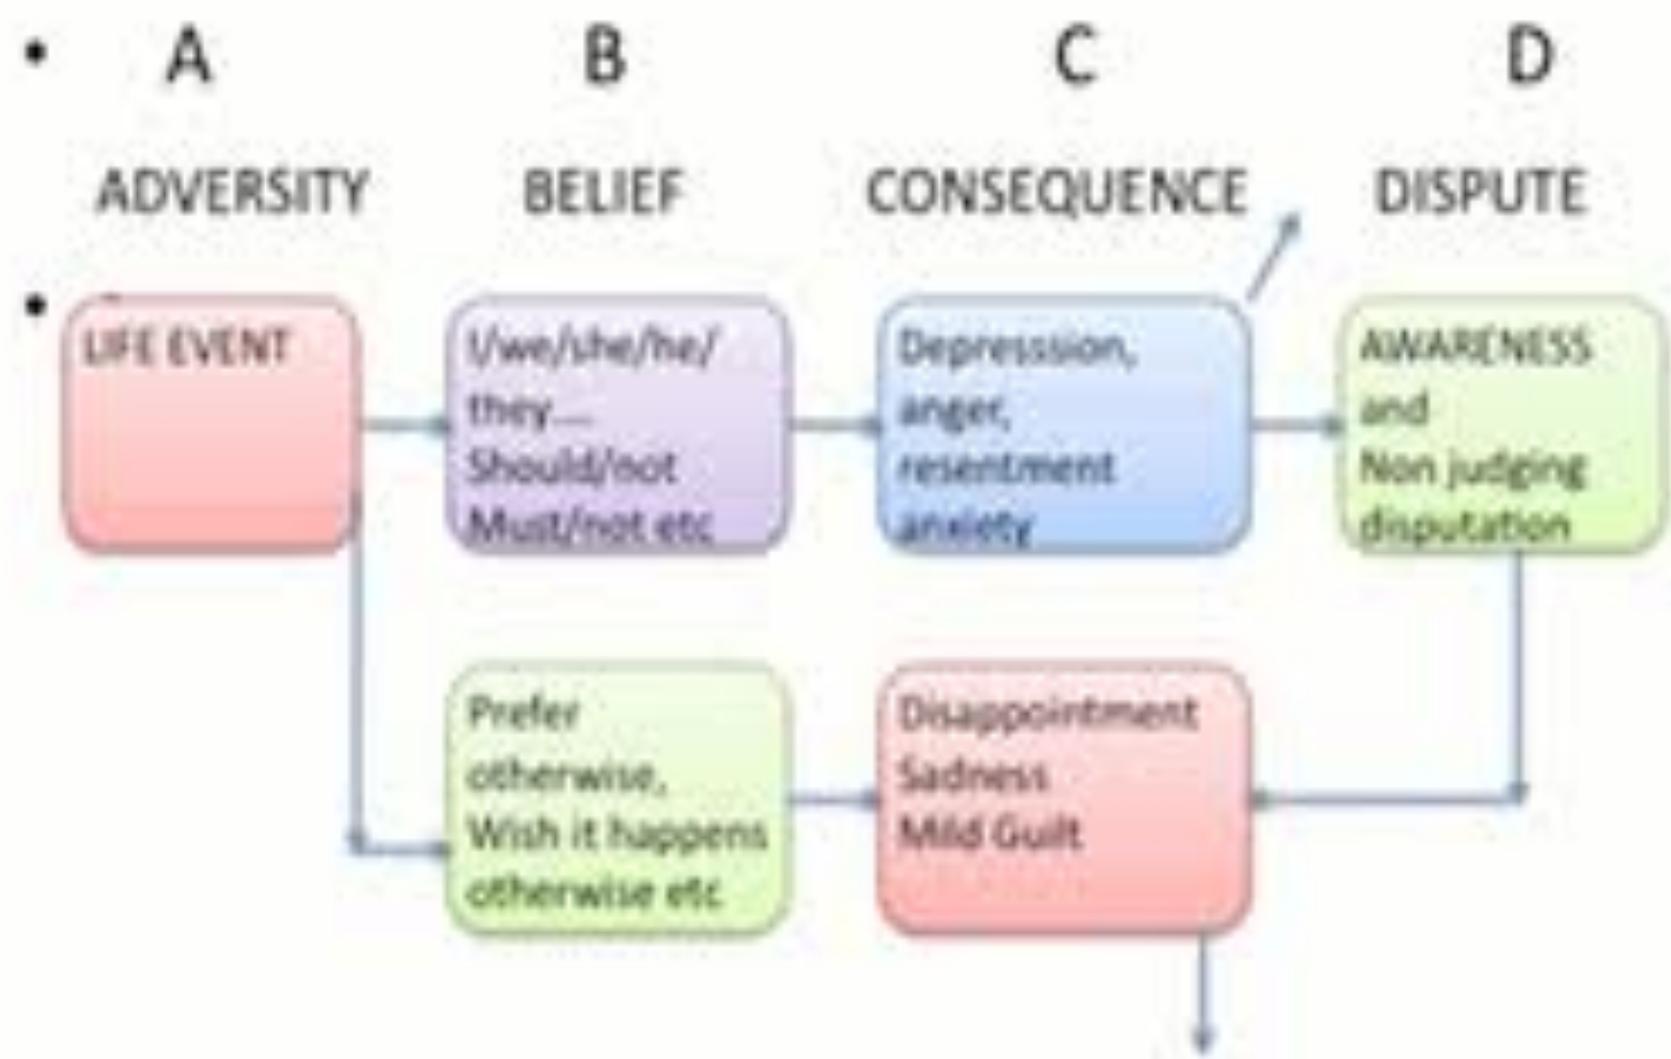 • A B C D
ADVERSITY BELIEF CONSEQUENCE DISPUTE
•
LIFE EVENT
I/we/she/he/
they....
Should/not
Must/not etc
Depresssion,
anger,
resentment
anxiety
AWARENESS
and
Non judging
disputation
Prefer
otherwise,
Wish it happens
otherwise etc
Disappointment
Sadness
Mild Guilt